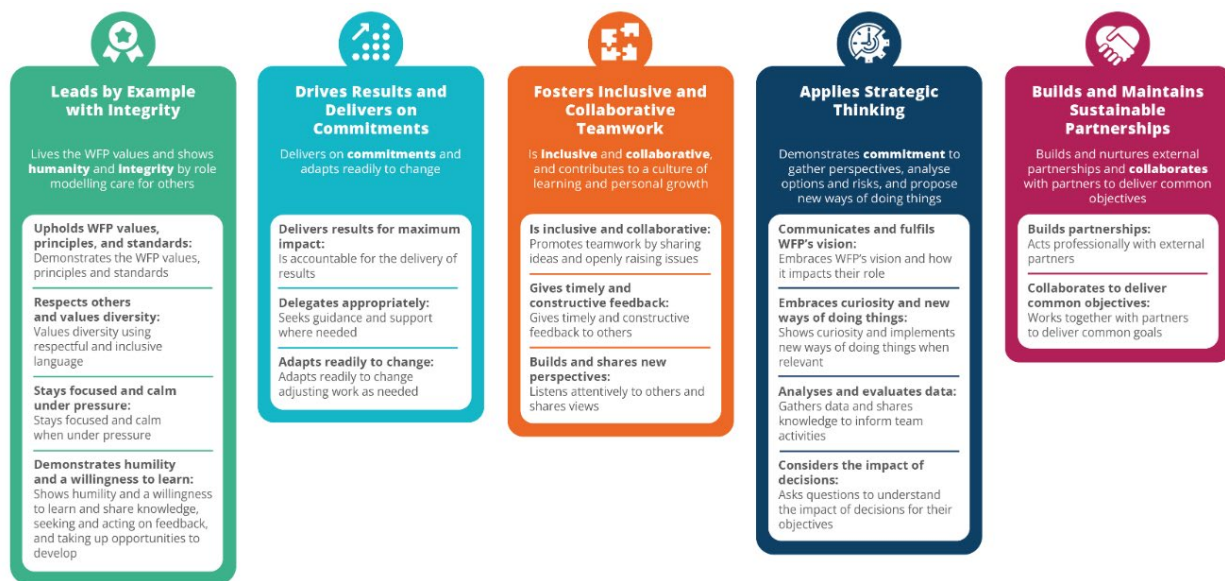 Leads by Example
with Integrity
Lives the WFP values and shows
humanity and integrity by role
modelling care for others
Upholds WFP values,
principles, and standards:
Demonstrates the WFP values,
principles and standards
Respects others
and values diversity:
Values diversity using
respectful and inclusive
language
Stays focused and calm
under pressure:
Stays focused and calm
when under pressure
Demonstrates humility
and a willingness to learn:
Shows humility and a willingness
to learn and share knowledge,
seeking and acting on feedback,
and taking up opportunities to
develop
Drives Results and
Delivers on
Commitments
Delivers on commitments and
adapts readily to change
Delivers results for maximum
impact:
Is accountable for the delivery of
results
Delegates appropriately:
Seeks guidance and support
where needed
Adapts readily to change:
Adapts readily to change
adjusting work as needed
Fosters Inclusive and
Collaborative
Teamwork
Is inclusive and collaborative,
and contributes to a culture of
learning and personal growth
Is inclusive and collaborative:
Promotes teamwork by sharing
ideas and openly raising issues
Gives timely and
constructive feedback:
Gives timely and constructive
feedback to others
Builds and shares new
perspectives:
Listens attentively to others and
shares views
Applies Strategic
Thinking
Demonstrates commitment to
gather perspectives, analyse
options and risks, and propose
new ways of doing things
Communicates and fulfils
WFP's vision:
Embraces WFP's vision and how
it impacts their role
Embraces curiosity and new
ways of doing things:
Shows curiosity and implements
new ways of doing things when
relevant
Analyses and evaluates data:
Gathers data and shares
knowledge to inform team
activities
Considers the impact of
decisions:
Asks questions to understand
the impact of decisions for their
objectives
Builds and Maintains
Sustainable
Partnerships
Builds and nurtures external
partnerships and collaborates
with partners to deliver common
objectives
Builds partnerships:
Acts professionally with external
partners
Collaborates to deliver
common objectives:
Works together with partners
to deliver common goals